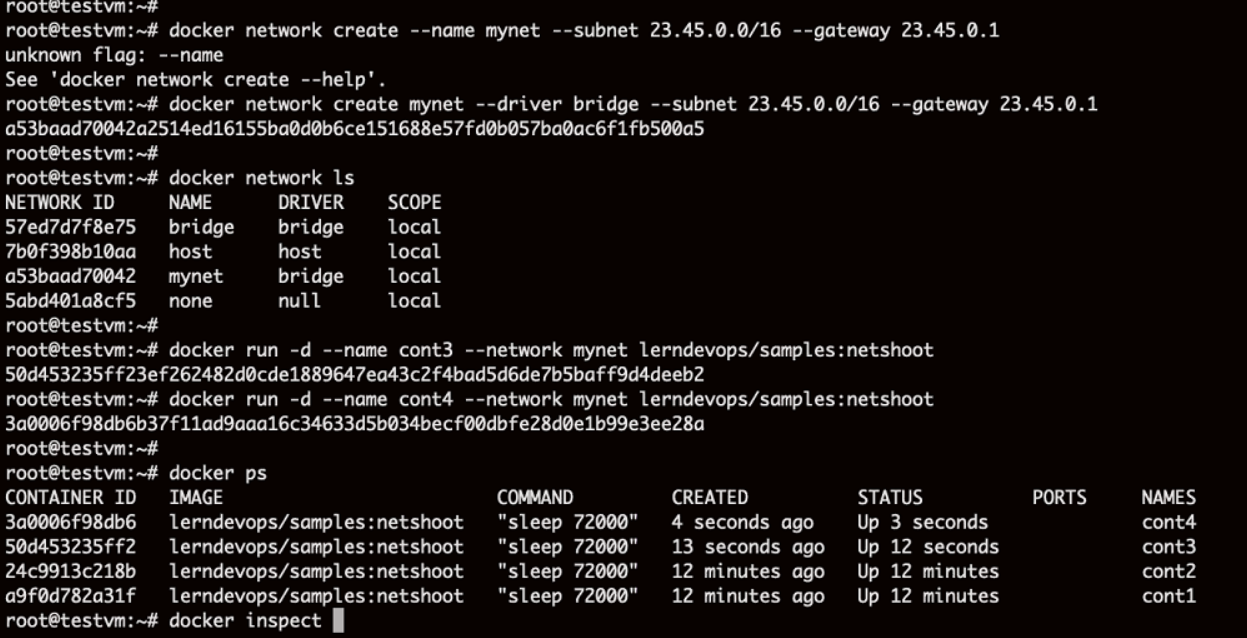 root@testvm:~#
root@testvm:~# docker network create --name mynet --subnet 23.45.0.0/16 --gateway 23.45.0.1
unknown flag: --name
See 'docker network create --help'.
root@testvm:~# docker network create mynet --driver bridge --subnet 23.45.0.0/16 --gateway 23.45.0.1
a53baad70042a2514ed16155ba0d0b6ce151688e57fd0b057ba0ac6f1fb500a5
root@testvm:~#
root@testvm:~# docker network ls
NETWORK ID     NAME      DRIVER    SCOPE
57ed7d7f8e75   bridge    bridge    local
7b0f398b10aa   host      host      local
a53baad70042   mynet     bridge    local
5abd401a8cf5   none      null      local
root@testvm:~#
root@testvm:~# docker run -d --name cont3 --network mynet lerndevops/samples:netshoot
50d453235ff23ef262482d0cde1889647ea43c2f4bad5d6de7b5baff9d4deeb2
root@testvm:~# docker run -d --name cont4 --network mynet lerndevops/samples:netshoot
3a0006f98db6b37f11ad9aaa16c34633d5b034becf00dbfe28d0e1b99e3ee28a
root@testvm:~#
root@testvm:~# docker ps
CONTAINER ID   IMAGE                         COMMAND         CREATED          STATUS          PORTS     NAMES
3a0006f98db6   lerndevops/samples:netshoot   "sleep 72000"   4 seconds ago    Up 3 seconds              cont4
50d453235ff2   lerndevops/samples:netshoot   "sleep 72000"   13 seconds ago   Up 12 seconds             cont3
24c9913c218b   lerndevops/samples:netshoot   "sleep 72000"   12 minutes ago   Up 12 minutes             cont2
a9f0d782a31f   lerndevops/samples:netshoot   "sleep 72000"   12 minutes ago   Up 12 minutes             cont1
root@testvm:~# docker inspect